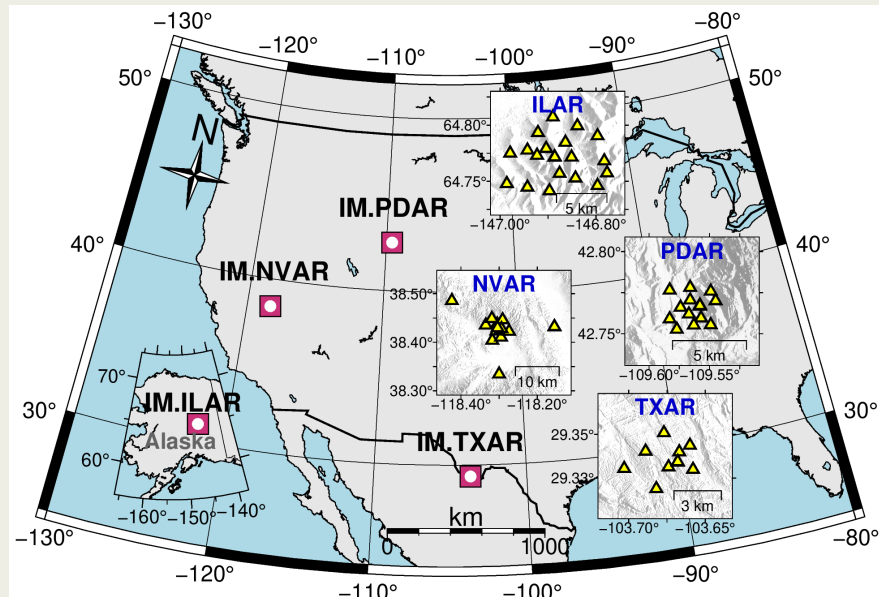 −130°
−120°
−110°
−100°
−90°
−80°
50°
50°
N
ILAR
64.80°
64.75°
5 km
−147.00°
−146.80°
IM.PDAR
40°
40°
PDAR
42.80°
42.75°
5 km
−109.60°
−109.55°
IM.NVAR
NVAR
38.50°
38.40°
38.30°
10 km
−118.40°
−118.20°
70°
IM.ILAR
Alaska
60°
−160°
−150°
−140°
30°
30°
TXAR
29.35°
29.33°
3 km
−103.70°
−103.65°
IM.TXAR
km
0
1000
−130°
−120°
−110°
−100°
−90°
−80°